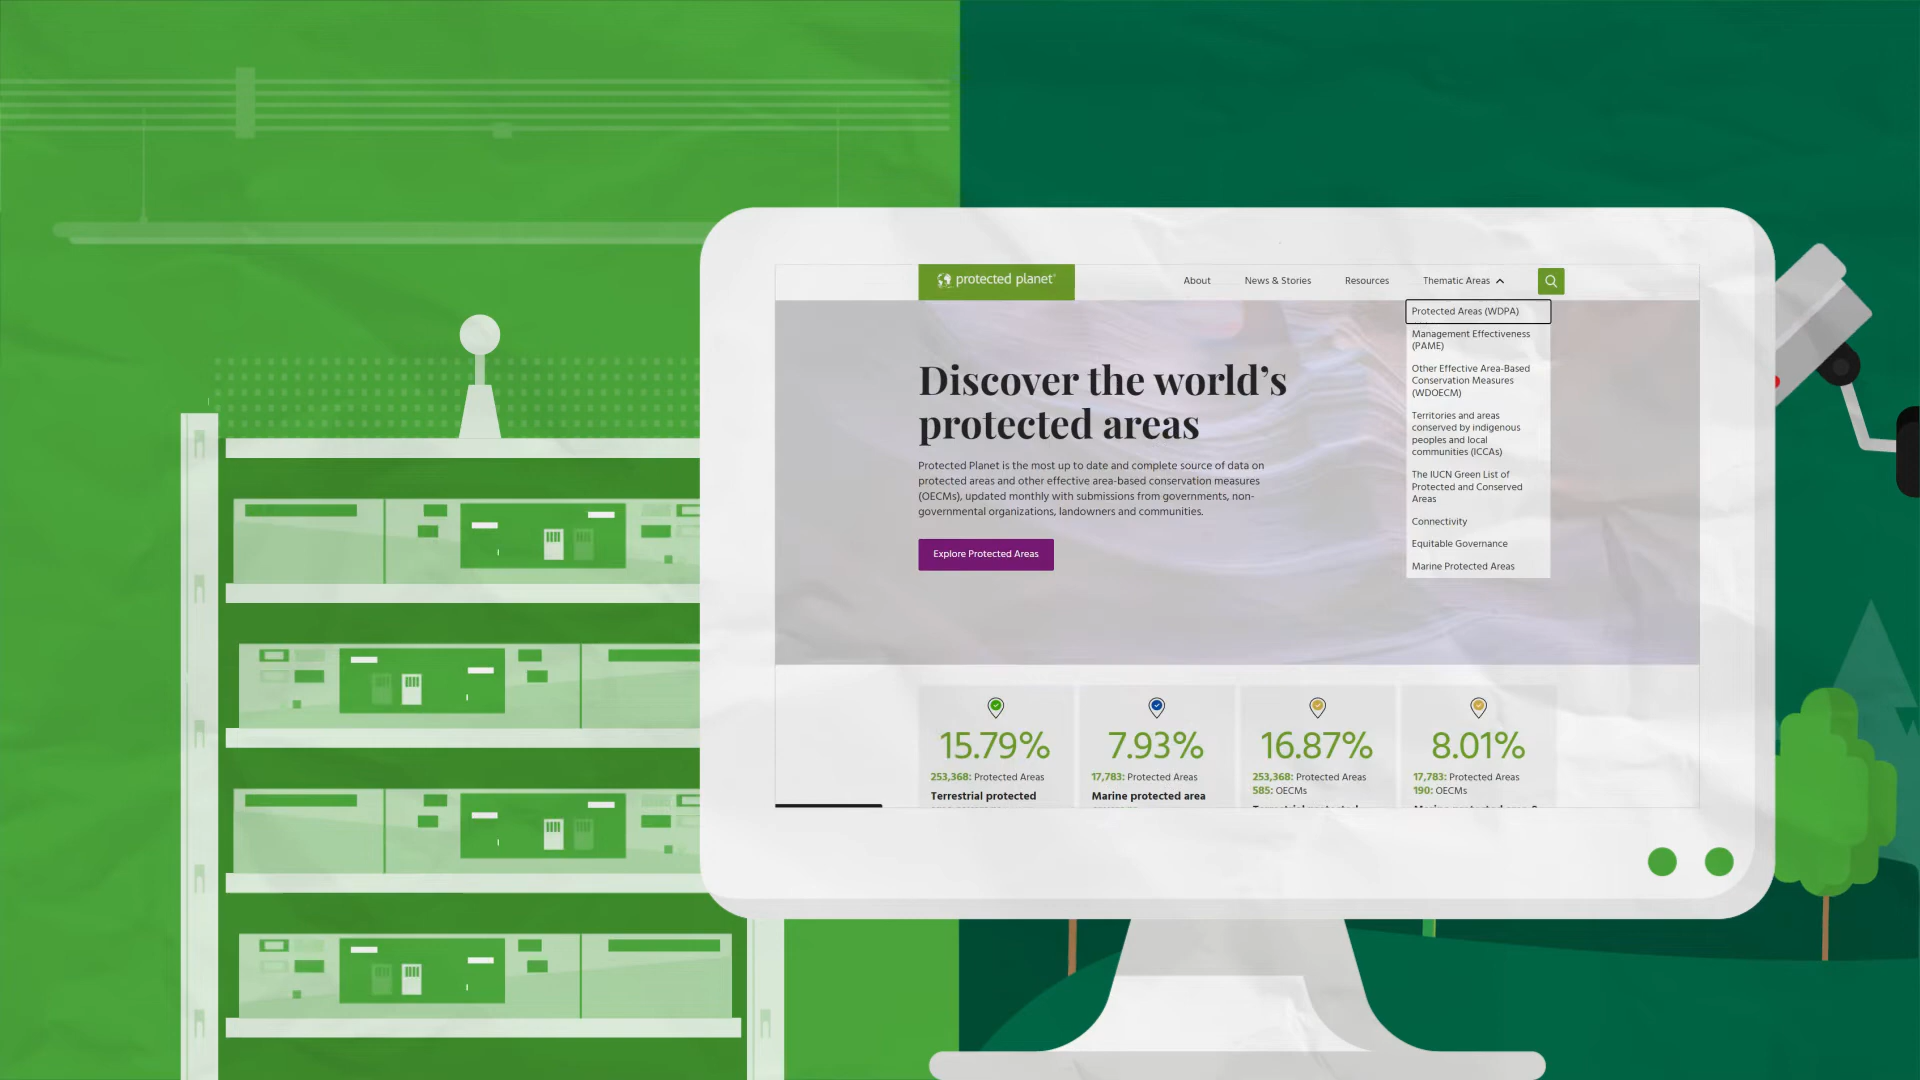 protected planet
About
News & Stories
Resources
Thematic Areas
Protected Areas (WDPA)
Management Effectiveness
(PAME)
Other Effective Area-Based
Conservation Measures
(WDOECM)
Territories and areas
conserved by indigenous
peoples and local
communities (ICCAs)
The IUCN Green List of
Protected and Conserved
Areas
Connectivity
Equitable Governance
Marine Protected Areas
Discover the world's
protected areas
Protected Planet is the most up to date and complete source of data on
protected areas and other effective area-based conservation measures
(OECMs), updated monthly with submissions from governments, non-
governmental organizations, landowners and communities.
Explore Protected Areas
15.79%
253,368: Protected Areas
Terrestrial protected
7.93%
17,783: Protected Areas
Marine protected area
16.87%
253,368: Protected Areas
585: OECMs
8.01%
17,783: Protected Areas
190: OECMs